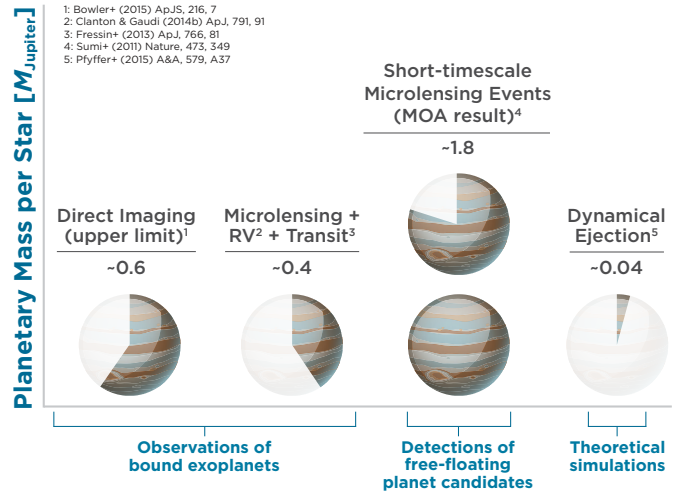 1: Bowler+ (2015) ApJS, 216, 7
2: Clanton & Gaudi (2014b) ApJ, 791, 91
3: Fressin+ (2013) ApJ, 766, 81
4: Sumi+ (2011) Nature, 473, 349
5: Pfyffer+ (2015) A&A, 579, A37
Planetary Mass per Star [MJupiter]
Direct Imaging
(upper limit)¹
~0.6
Microlensing +
RV² + Transit³
~0.4
Short-timescale
Microlensing Events
(MOA result)⁴
~1.8
Dynamical
Ejection⁵
~0.04
Observations of
bound exoplanets
Detections of
free-floating
planet candidates
Theoretical
simulations